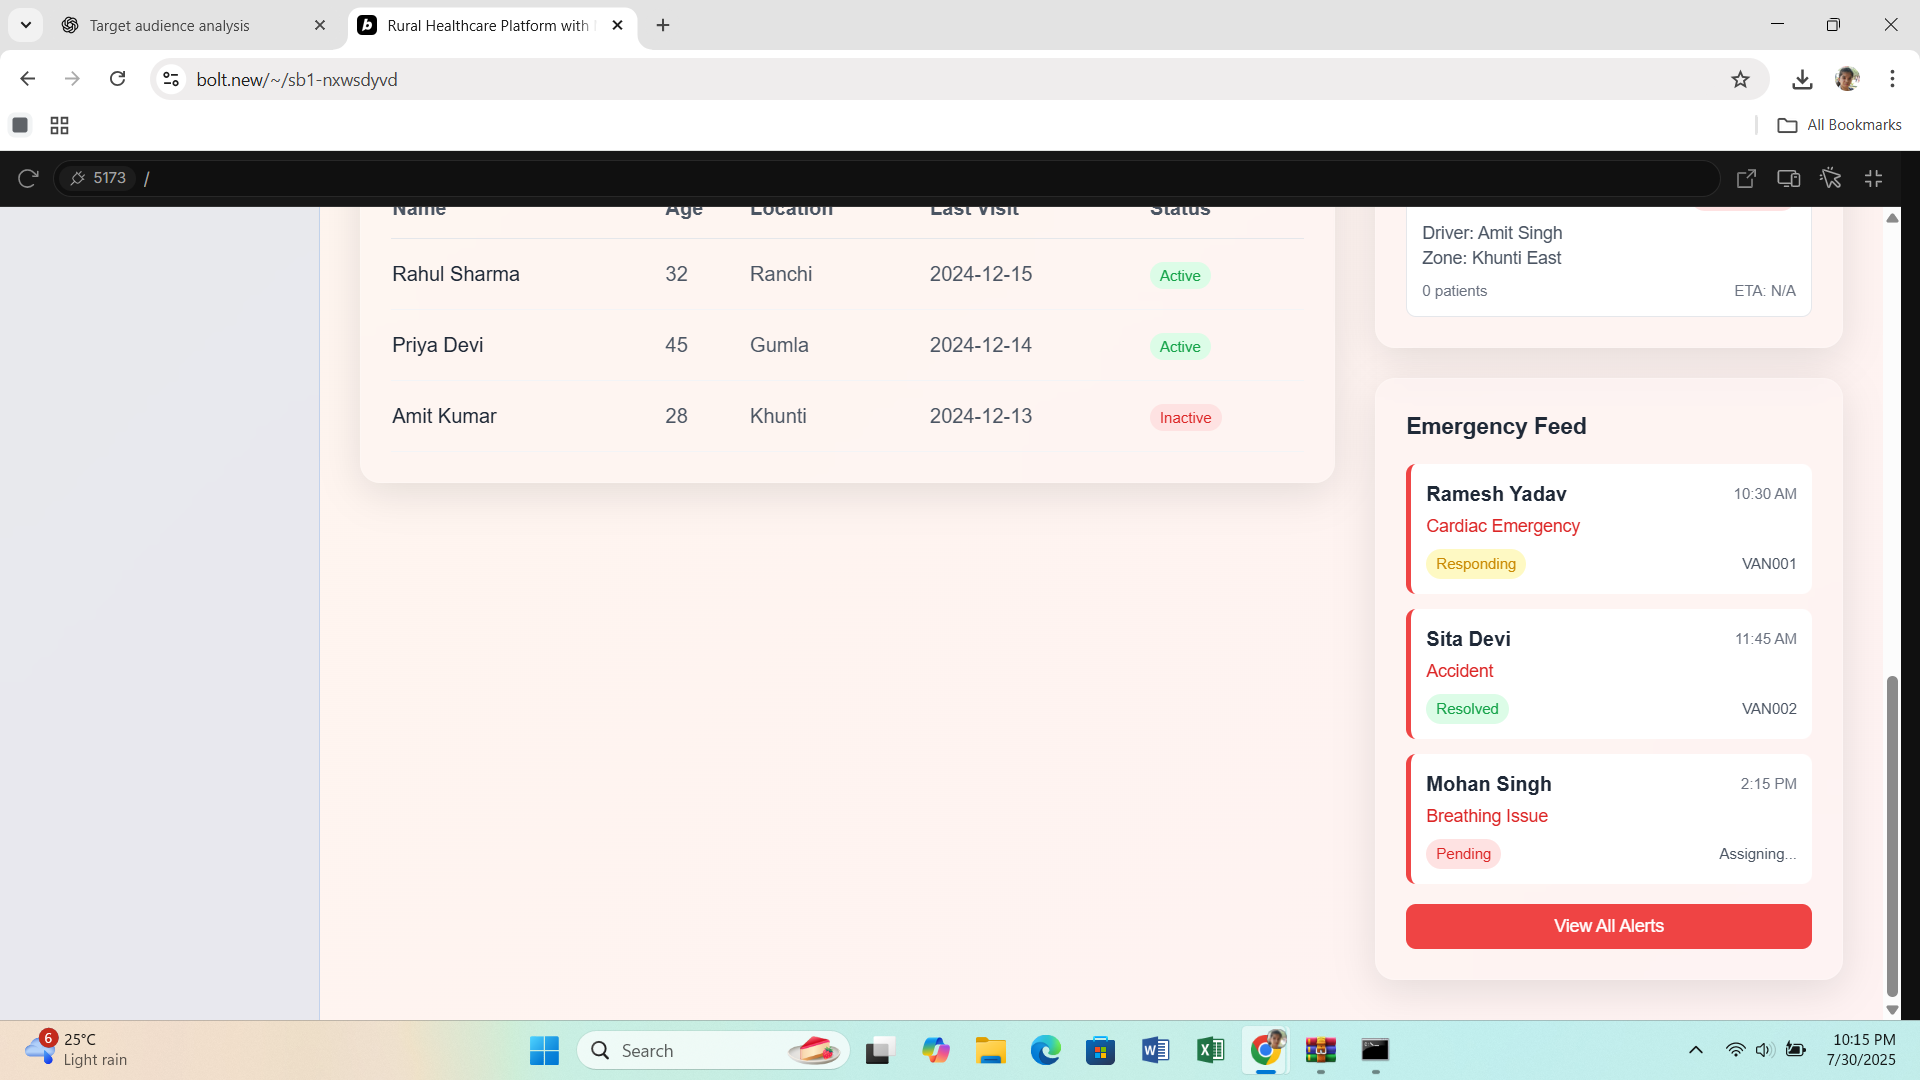 Target audience analysis
Rural Healthcare Platform with
bolt.new/~/sb1-nxwsdyvd
All Bookmarks
5173 /
Name Age Location Last Visit Status
Rahul Sharma 32 Ranchi 2024-12-15 Active
Priya Devi 45 Gumla 2024-12-14 Active
Amit Kumar 28 Khunti 2024-12-13 Inactive
Driver: Amit Singh
Zone: Khunti East
0 patients ETA: N/A
Emergency Feed
Ramesh Yadav 10:30 AM
Cardiac Emergency
Responding VAN001
Sita Devi 11:45 AM
Accident
Resolved VAN002
Mohan Singh 2:15 PM
Breathing Issue
Pending Assigning...
View All Alerts
6
25°C
Light rain
Search
10:15 PM
7/30/2025